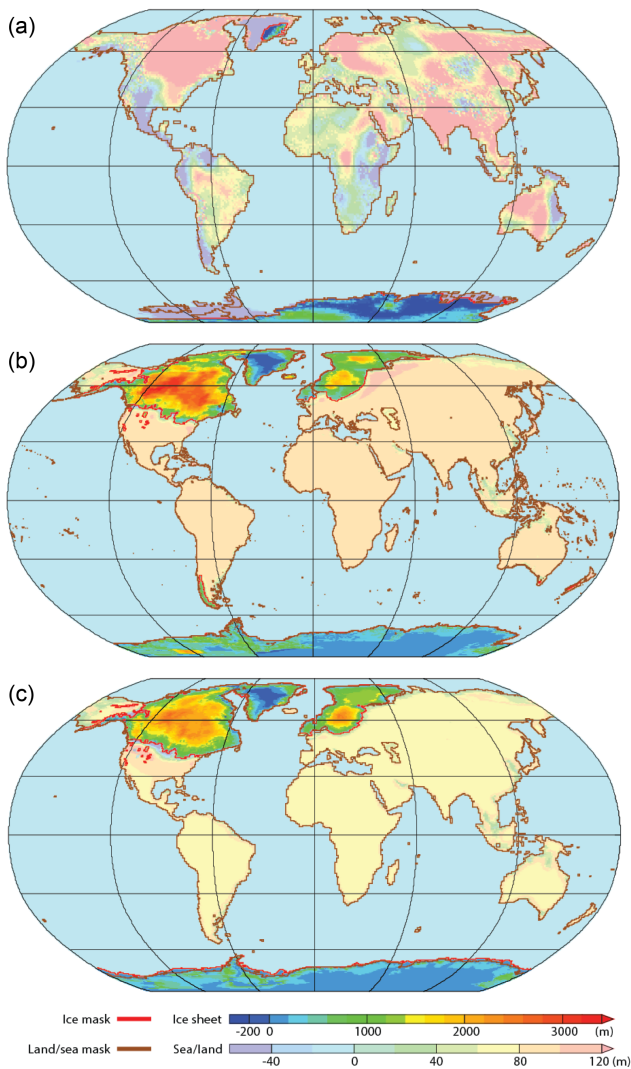 (a)
(b)
(c)
Ice mask Ice sheet
-200 0 1000 2000 3000 (m)
Land/sea mask Sea/land
-40 0 40 80 120 (m)